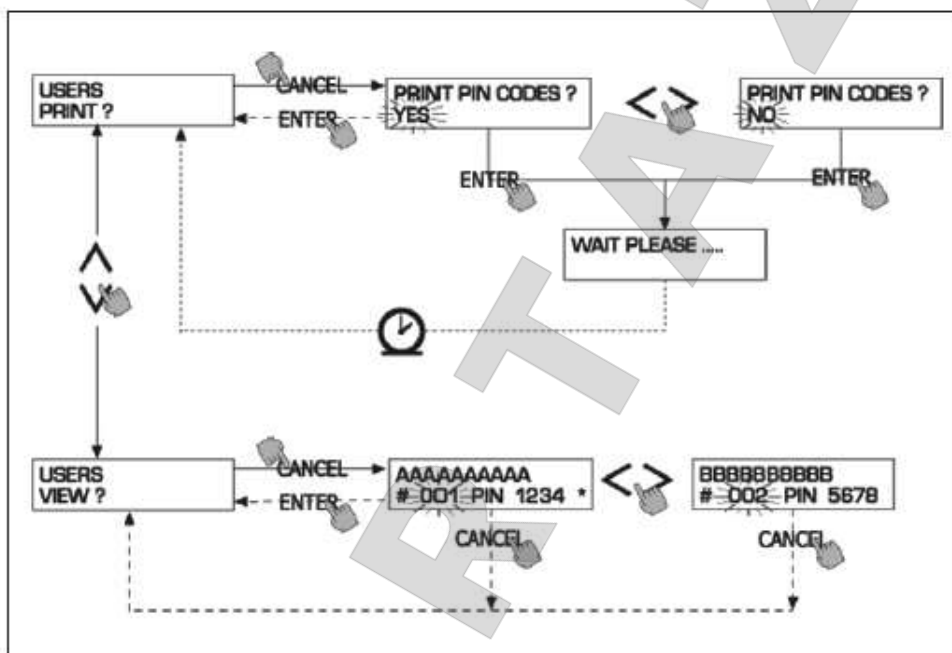 USERS
PRINT ?
CANCEL
ENTER
PRINT PIN CODES ?
YES
PRINT PIN CODES ?
NO
ENTER
ENTER
WAIT PLEASE .....
USERS
VIEW ?
CANCEL
ENTER
AAAAAAAAAA
# 001 PIN 1234 *
BBBBBBBBBB
# 002 PIN 5678
CANCEL
CANCEL
R T A